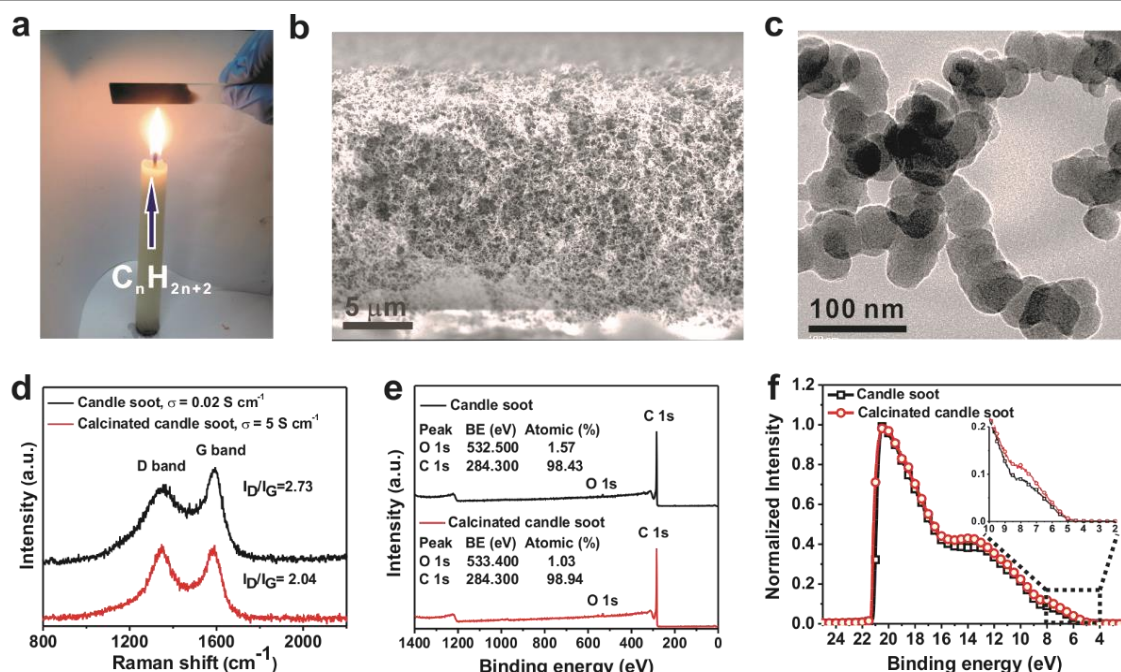 a
C_nH_{2n+2}
b
5 μm
c
100 nm
d
Candle soot, σ = 0.02 S cm⁻¹
Calcinated candle soot, σ = 5 S cm⁻¹
G band
D band
I_D/I_G=2.73
I_D/I_G= 2.04
Intensity (a.u.)
800 1200 1600 2000
Raman shift (cm⁻¹)
e
Candle soot
C 1s
Peak BE (eV) Atomic (%)
O 1s 532.500 1.57
C 1s 284.300 98.43
O 1s
Calcinated candle soot
C 1s
Peak BE (eV) Atomic (%)
O 1s 533.400 1.03
C 1s 284.300 98.94
O 1s
Intensity (a.u.)
1400 1200 1000 800 600 400 200 0
Binding energy (eV)
f
Candle soot
Calcinated candle soot
Normalized Intensity
1.2
1.0
0.8
0.6
0.4
0.2
0.0
0.2
0.1
0.0
10 9 8 7 6 5 4 3 2
24 22 20 18 16 14 12 10 8 6 4
Binding energy (eV)